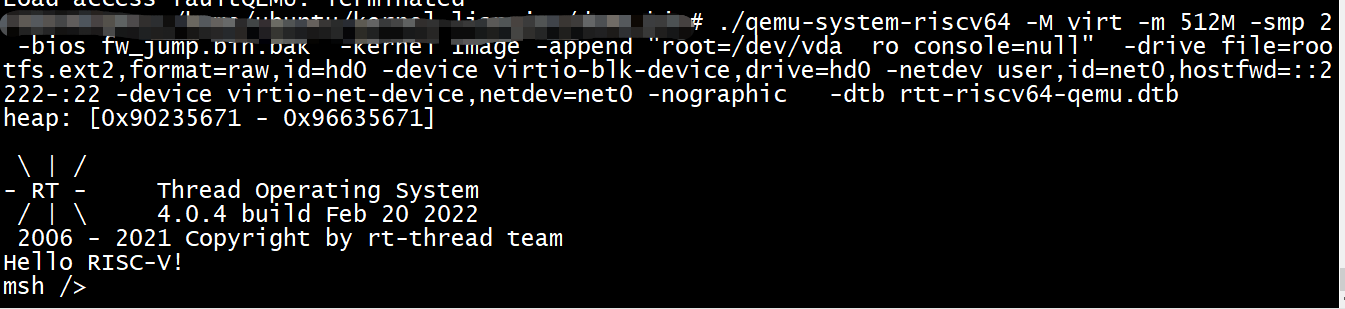 Load access faultQEMU: Terminated
# ./qemu-system-riscv64 -M virt -m 512M -smp 2
 -bios fw_jump.bin.bak  -kernel Image -append "root=/dev/vda  ro console=null"  -drive file=roo
tfs.ext2,format=raw,id=hd0 -device virtio-blk-device,drive=hd0 -netdev user,id=net0,hostfwd=::2
222-:22 -device virtio-net-device,netdev=net0 -nographic   -dtb rtt-riscv64-qemu.dtb
heap: [0x90235671 - 0x96635671]
 \ | /
- RT -     Thread Operating System
 / | \     4.0.4 build Feb 20 2022
 2006 - 2021 Copyright by rt-thread team
Hello RISC-V!
msh />